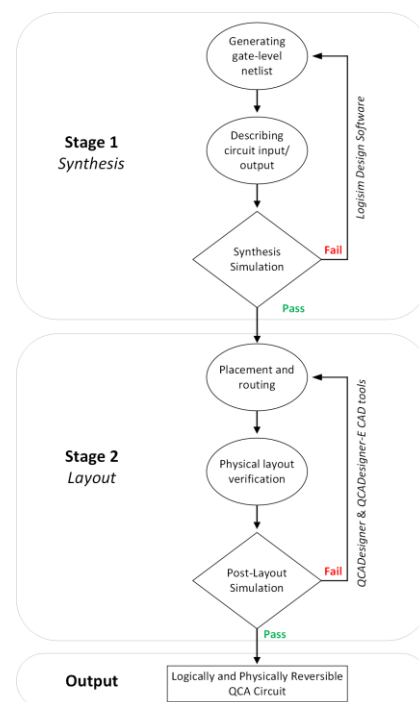 Generating
gate-level
netlist
Describing
circuit input/
output
Stage 1
Synthesis
Synthesis
Simulation
Fail
Logisim Design Software
Pass
Placement and
routing
Physical layout
verification
Stage 2
Layout
Post-Layout
Simulation
Fail
QCADesigner & QCADesigner-E CAD tools
Pass
Output
Logically and Physically Reversible
QCA Circuit